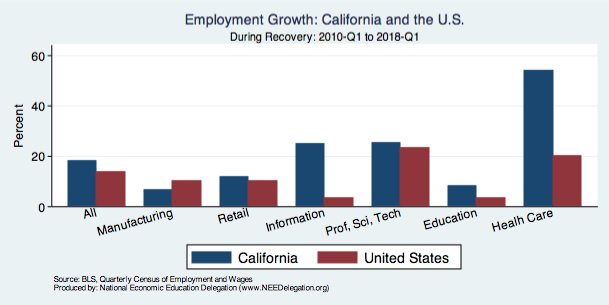 Employment Growth: California and the U.S.
During Recovery: 2010-Q1 to 2018-Q1
Percent
60
40
20
0
All
Manufacturing
Retail
Information
Prof, Sci, Tech
Education
Healh Care
California
United States
Source: BLS, Quarterly Census of Employment and Wages
Produced by: National Economic Education Delegation (www.NEEDelegation.org)